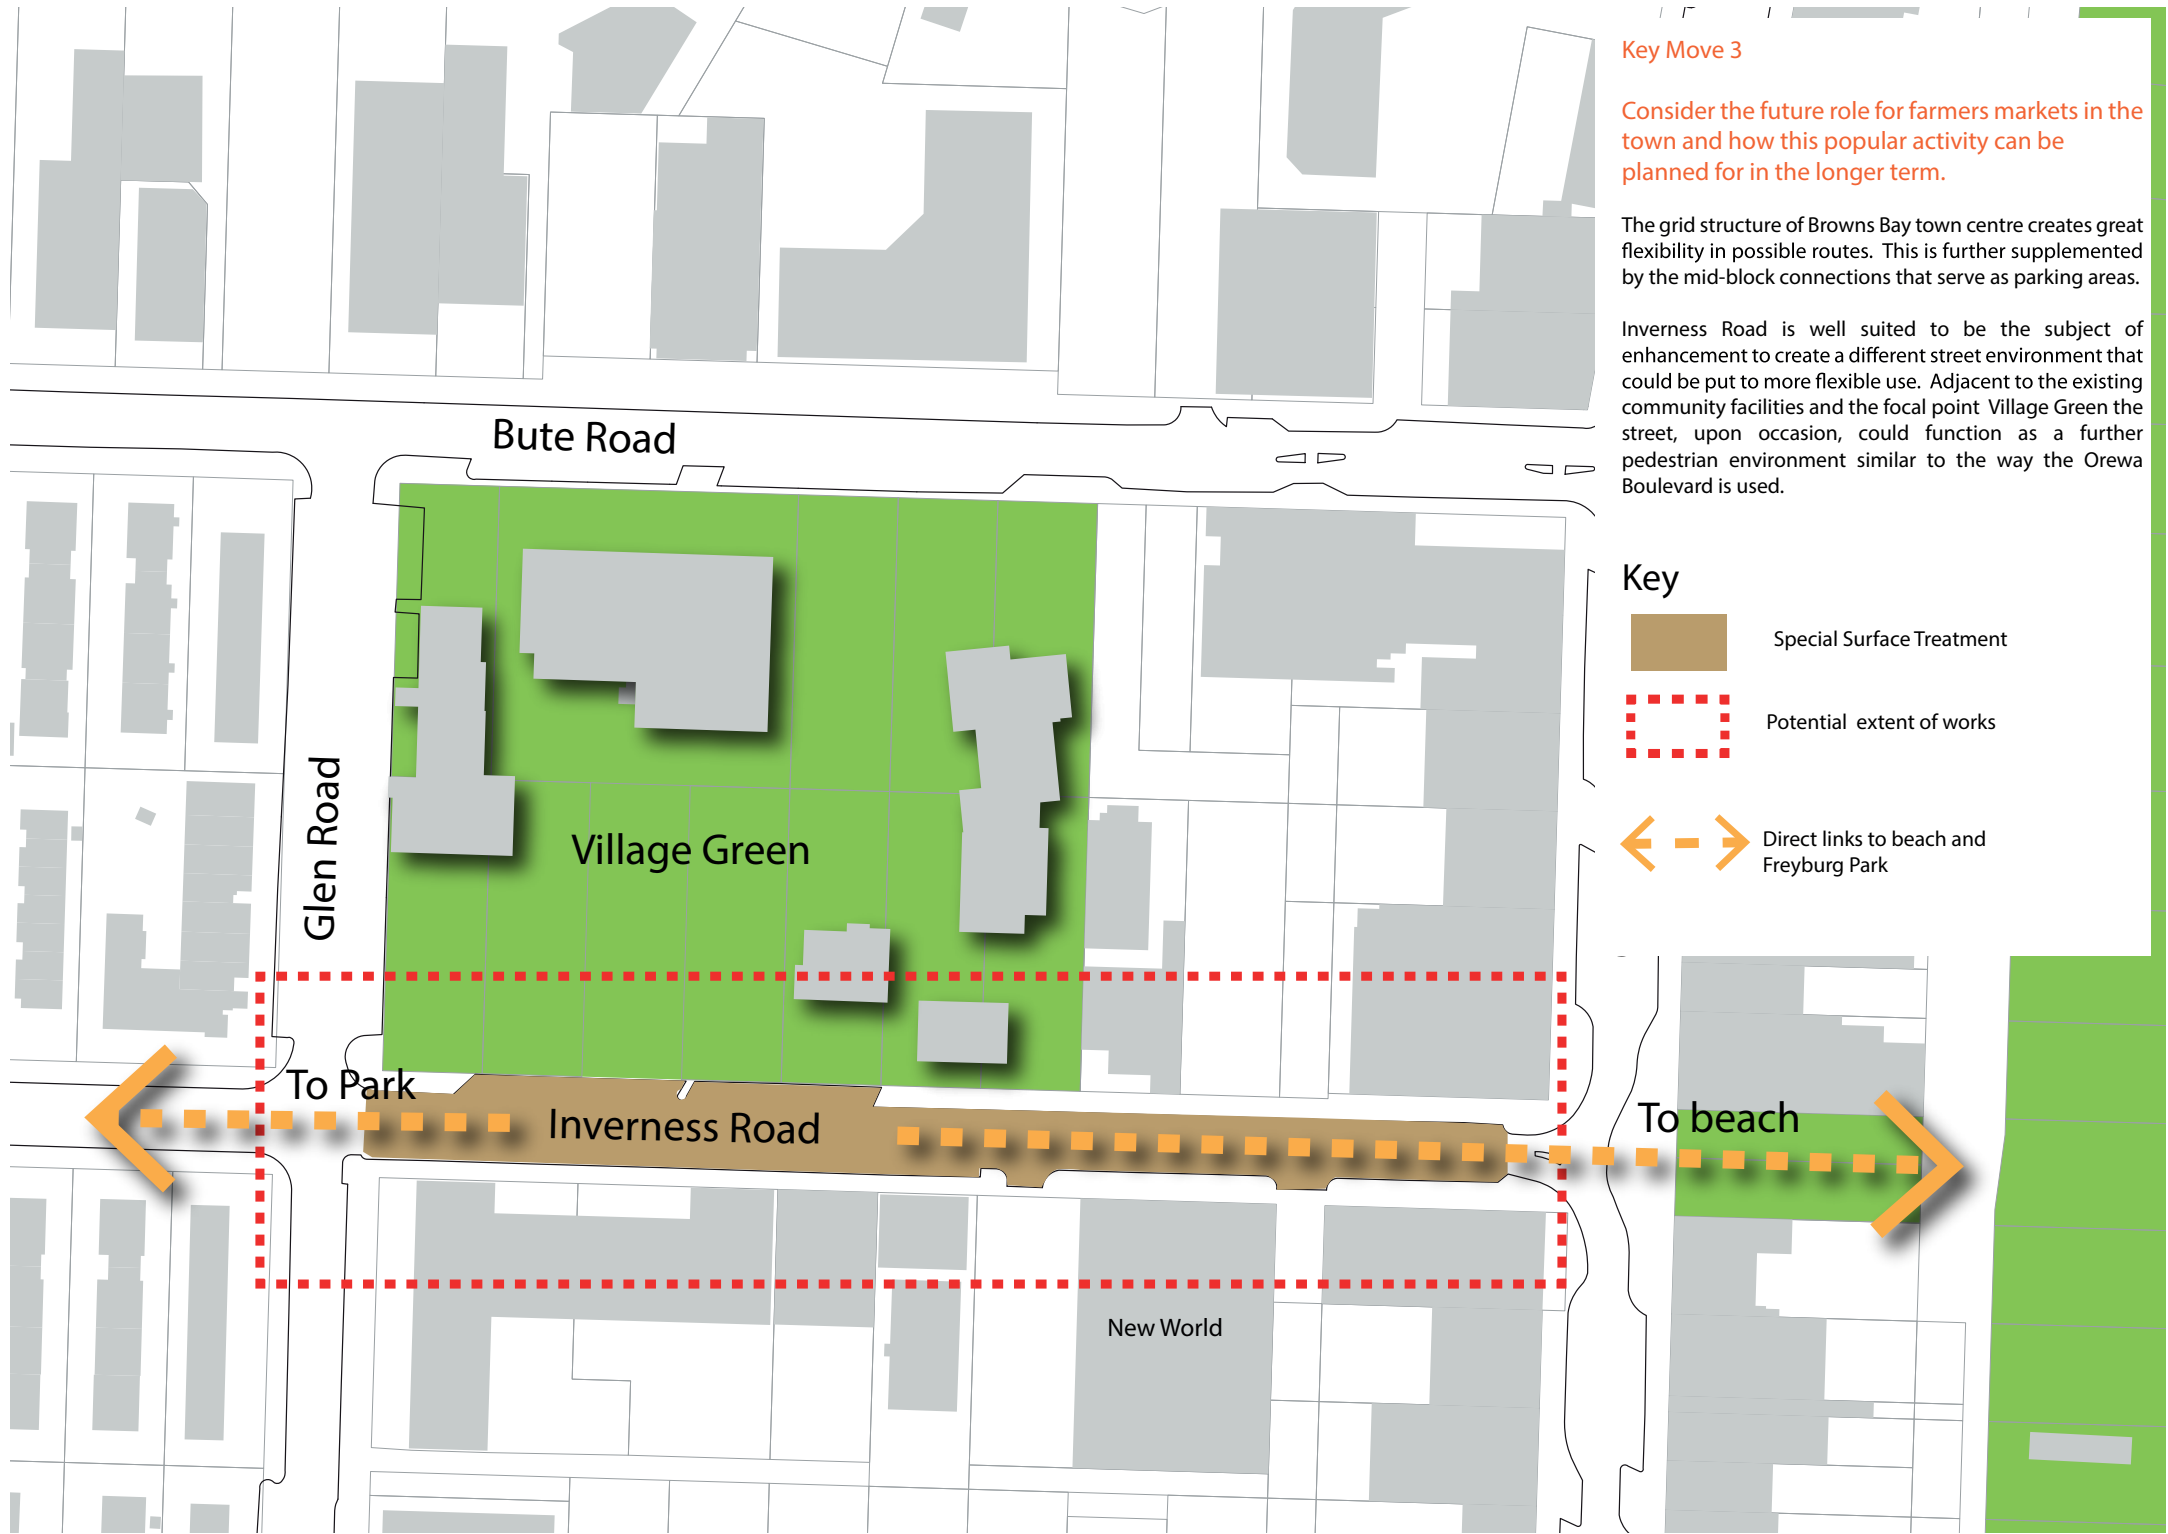 Key Move 3
Consider the future role for farmers markets in the
town and how this popular activity can be
planned for in the longer term.
The grid structure of Browns Bay town centre creates great
flexibility in possible routes. This is further supplemented
by the mid-block connections that serve as parking areas.
Inverness Road is well suited to be the subject of
enhancement to create a different street environment that
could be put to more flexible use. Adjacent to the existing
community facilities and the focal point Village Green the
street, upon occasion, could function as a further
pedestrian environment similar to the way the Orewa
Boulevard is used.
Key
Special Surface Treatment
Potential extent of works
Direct links to beach and
Freyburg Park
Bute Road
Glen Road
Village Green
To Park
Inverness Road
To beach
New World